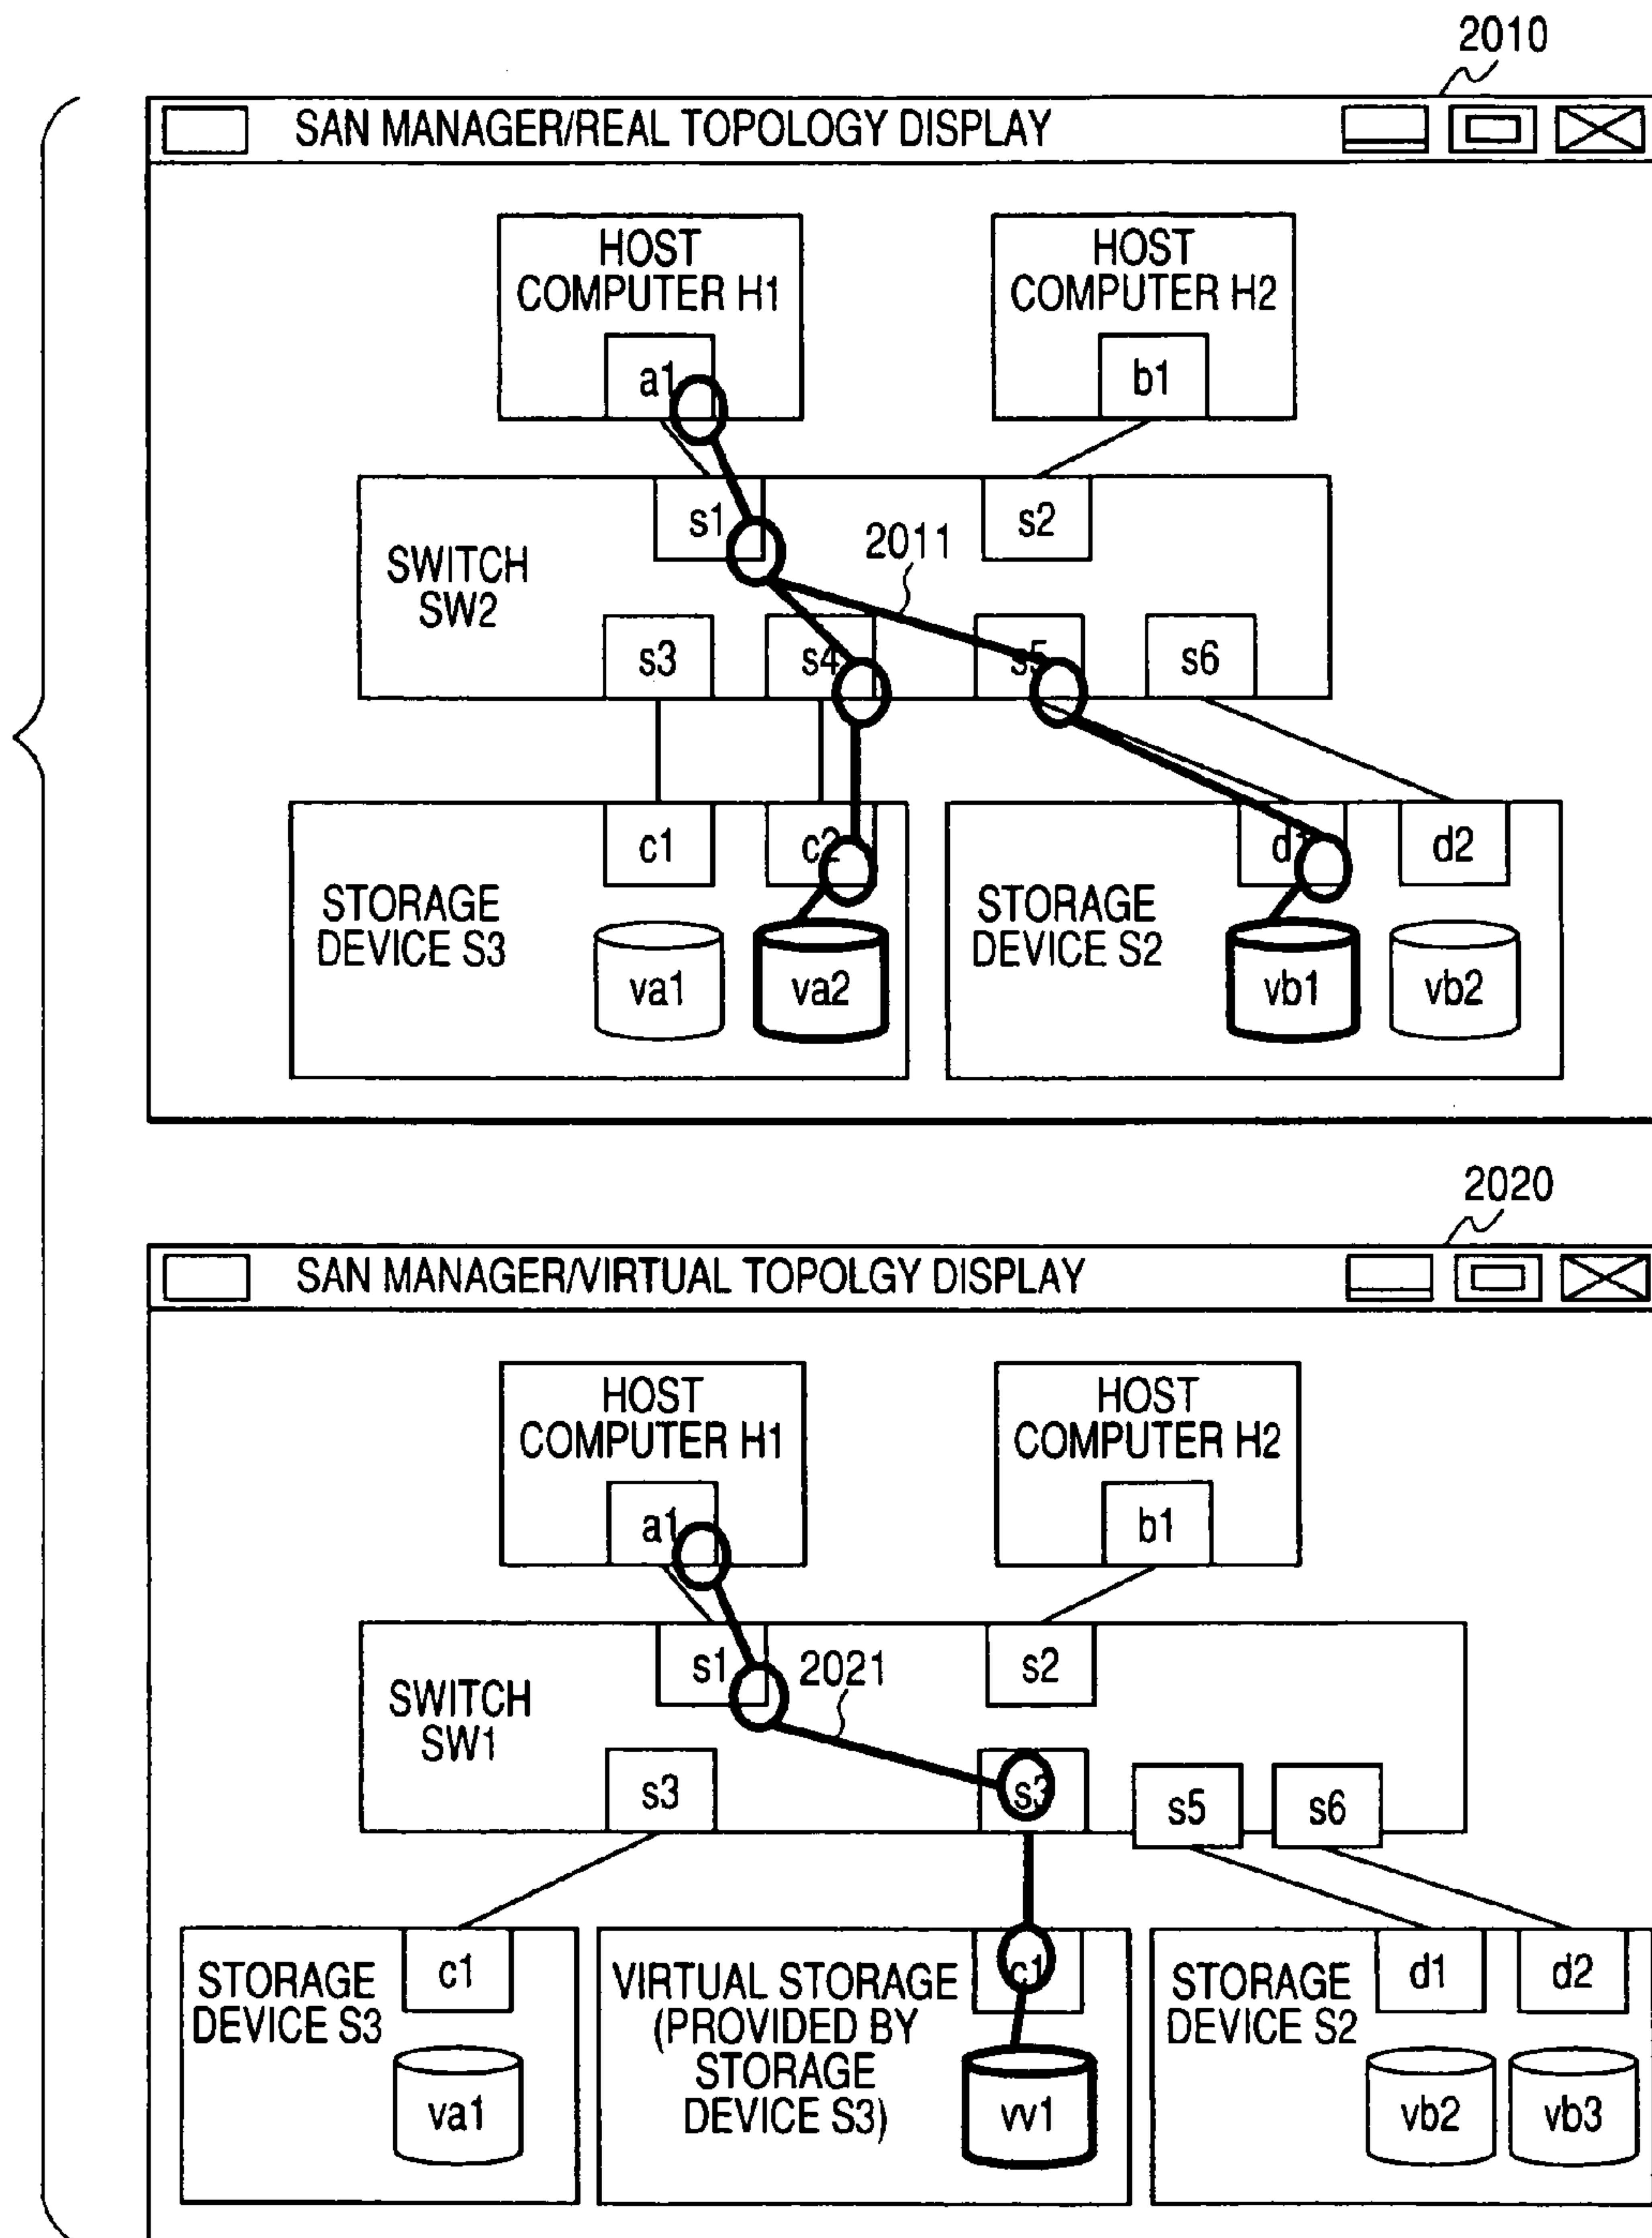 2010
SAN MANAGER/REAL TOPOLOGY DISPLAY
HOST
COMPUTER H1
a1
HOST
COMPUTER H2
b1
s1
s2
2011
SWITCH
SW2
s3
s4
s5
s6
c1
c2
d1
d2
STORAGE
DEVICE S3
va1
va2
STORAGE
DEVICE S2
vb1
vb2
2020
SAN MANAGER/VIRTUAL TOPOLGY DISPLAY
HOST
COMPUTER H1
a1
HOST
COMPUTER H2
b1
s1
s2
2021
SWITCH
SW1
s3
s3
s5
s6
STORAGE
DEVICE S3
c1
va1
VIRTUAL STORAGE
(PROVIDED BY
STORAGE
DEVICE S3)
c1
vv1
STORAGE
DEVICE S2
d1
d2
vb2
vb3